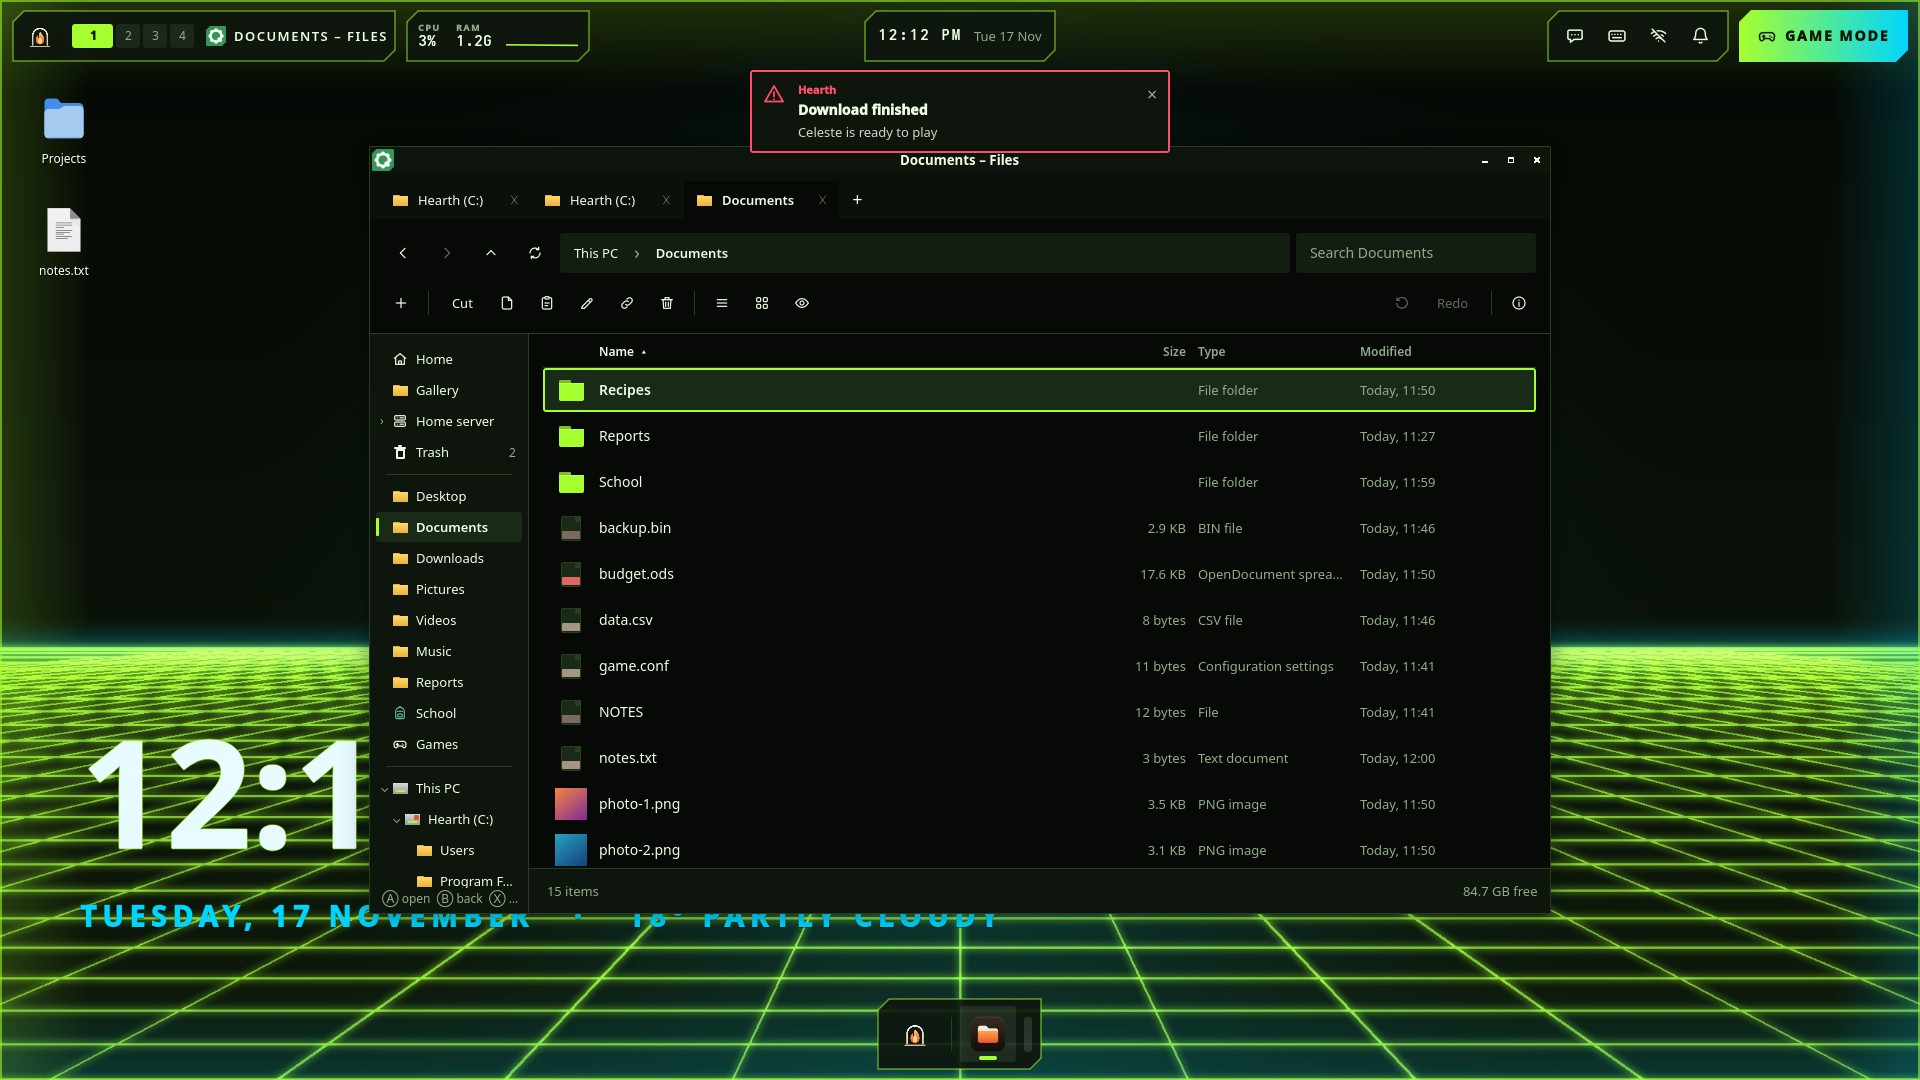 1 2 3 4 DOCUMENTS – FILES
CPU 3% RAM 1.2G
12:12 PM Tue 17 Nov
GAME MODE
Projects
notes.txt
Hearth
Download finished
Celeste is ready to play
Documents – Files
Hearth (C:) X Hearth (C:) X Documents X +
This PC › Documents
Search Documents
Cut
Redo
Home
Gallery
Home server
Trash 2
Desktop
Documents
Downloads
Pictures
Videos
Music
Reports
School
Games
This PC
Hearth (C:)
Users
Program F...
A open B back X ...
Name Size Type Modified
Recipes File folder Today, 11:50
Reports File folder Today, 11:27
School File folder Today, 11:59
backup.bin 2.9 KB BIN file Today, 11:46
budget.ods 17.6 KB OpenDocument sprea... Today, 11:50
data.csv 8 bytes CSV file Today, 11:46
game.conf 11 bytes Configuration settings Today, 11:41
NOTES 12 bytes File Today, 11:41
notes.txt 3 bytes Text document Today, 12:00
photo-1.png 3.5 KB PNG image Today, 11:50
photo-2.png 3.1 KB PNG image Today, 11:50
15 items 84.7 GB free
12:1
TUESDAY, 17 NOVEMBER · 18° PARTLY CLOUDY